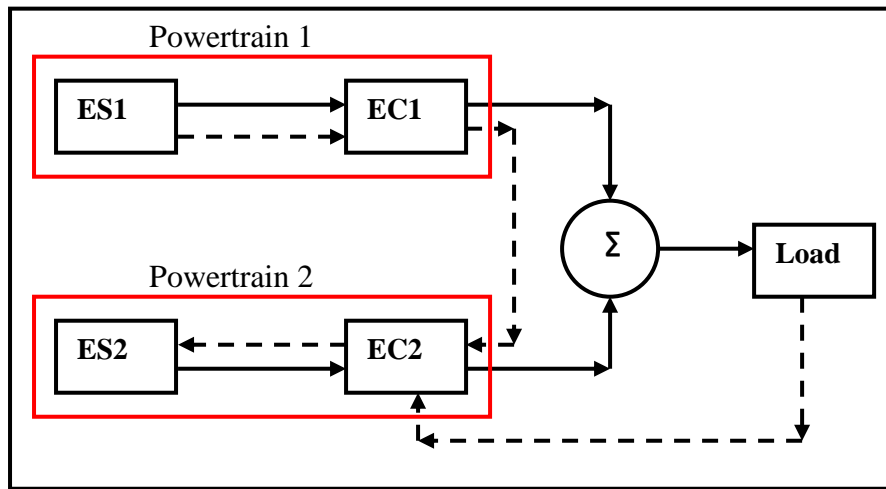 Powertrain 1
ES1
EC1
Σ
Load
Powertrain 2
ES2
EC2